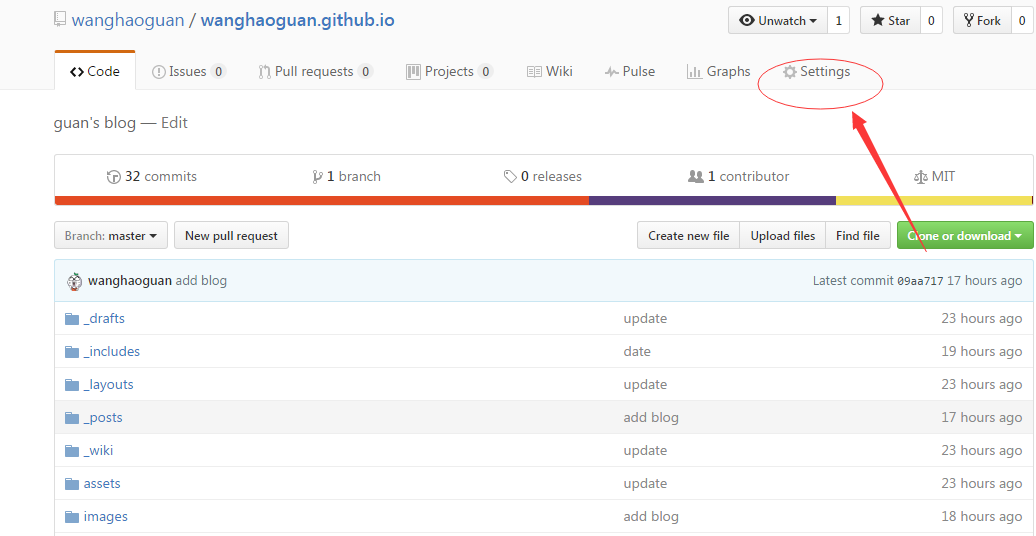 wanghaoguan / wanghaoguan.github.io Unwatch 1 Star 0 Fork 0
Code Issues 0 Pull requests 0 Projects 0 Wiki Pulse Graphs Settings
guan's blog — Edit
32 commits 1 branch 0 releases 1 contributor MIT
Branch: master New pull request Create new file Upload files Find file Clone or download
wanghaoguan add blog Latest commit 09aa717 17 hours ago
_drafts update 23 hours ago
_includes date 19 hours ago
_layouts update 23 hours ago
_posts add blog 17 hours ago
_wiki update 23 hours ago
assets update 23 hours ago
images add blog 18 hours ago